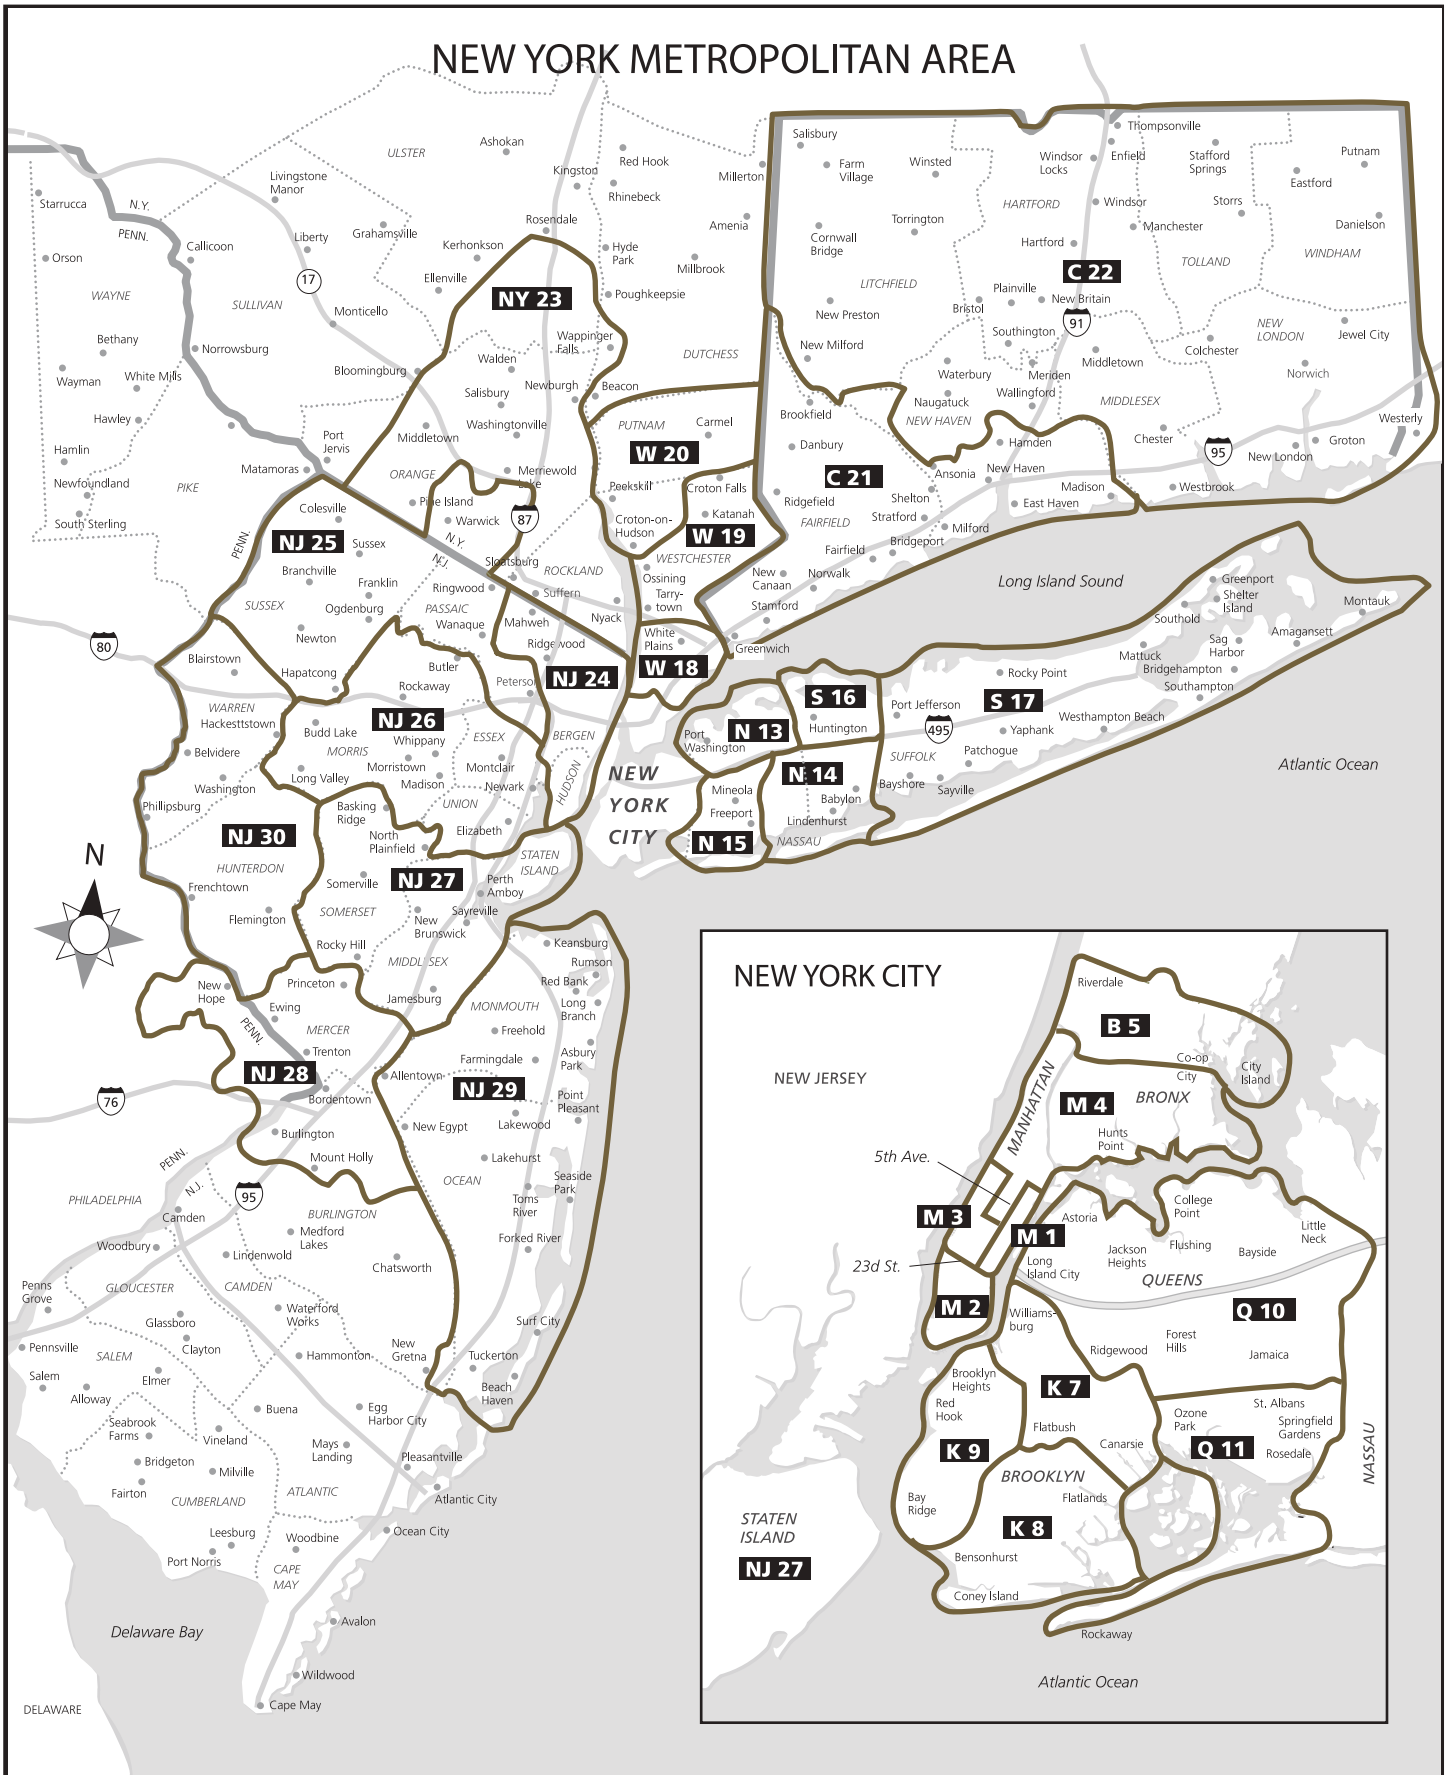 NEW YORK METROPOLITAN AREA
Salisbury
Thompsonville
Farm
Village
Winsted
Windsor
Locks
Enfield
Stafford
Springs
Putnam
Eastford
ULSTER
Ashokan
Kingston
Red Hook
Rhinebeck
Millerton
Livingstone
Manor
Starrucca
N.Y.
PENN.
Callicoon
Liberty
Grahamsville
Rosendale
Kerhonkson
Amenia
Torrington
HARTFORD
Windsor
Storrs
Manchester
Danielson
Cornwall
Bridge
Hartford
TOLLAND
WINDHAM
Orson
WAYNE
17
SULLIVAN
Ellenville
Hyde
Park
Millbrook
Poughkeepsie
NY 23
LITCHFIELD
C 22
Plainville
New Britain
Bristol
91
Southington
NEW
LONDON
Jewel City
Monticello
New Preston
Bethany
Norrowsburg
Wappinger
Falls
DUTCHESS
New Milford
Middletown
Colchester
Wayman
White Mills
Bloomingburg
Walden
Salisbury
Newburgh
Beacon
Waterbury
Meriden
Norwich
Naugatuck
Wallingford
MIDDLESEX
Hawley
Washingtonville
Middletown
PUTNAM
Carmel
Brookfield
NEW HAVEN
Westerly
Hamlin
Port
Jervis
Matamoras
W 20
Danbury
Hamden
Chester
95
Groton
New London
Newfoundland
PIKE
ORANGE
Merriewold
Lake
Peekskill
Croton Falls
C 21
Ansonia
New Haven
Westbrook
South Sterling
Colesville
Pine Island
Warwick
87
Croton-on-
Hudson
Katanah
W 19
Ridgefield
FAIRFIELD
Shelton
Stratford
Milford
East Haven
Madison
PENN.
NJ 25
Sussex
N.Y.
N.J.
Sloatsburg
ROCKLAND
WESTCHESTER
Fairfield
Bridgeport
Branchville
Franklin
Ogdenburg
SUSSEX
Ringwood
PASSAIC
Wanaque
Suffern
Nyack
Ossining
Tarry-
town
New
Canaan
Norwalk
Stamford
Long Island Sound
Greenport
Shelter
Island
Montauk
80
Newton
Mahweh
Ridgewood
White
Plains
Greenwich
Southold
Sag
Harbor
Amagansett
Blairstown
Hapatcong
Butler
Peterson
NJ 24
W 18
Mattuck
Bridgehampton
Southampton
Rockaway
Rocky Point
WARREN
Hackesttstown
NJ 26
S 16
Port Jefferson
S 17
Westhampton Beach
Budd Lake
Whippany
ESSEX
BERGEN
N 13
Huntington
495
Yaphank
Belvidere
MORRIS
Morristown
Montclair
Port
Washington
SUFFOLK
Patchogue
Atlantic Ocean
Long Valley
Madison
Newark
HUDSON
NEW
YORK
CITY
N 14
Bayshore
Sayville
Washington
Phillipsburg
Basking
Ridge
UNION
Mineola
Freeport
Babylon
Lindenhurst
NJ 30
North
Plainfield
Elizabeth
N 15
NASSAU
N
HUNTERDON
STATEN
ISLAND
Frenchtown
Somerville
NJ 27
Perth
Amboy
Flemington
SOMERSET
New
Brunswick
Sayreville
Rocky Hill
Keansburg
MIDDL SEX
Rumson
New
Hope
Princeton
Red Bank
Ewing
Jamesburg
MONMOUTH
Long
Branch
PENN.
MERCER
Freehold
Trenton
Farmingdale
Asbury
Park
NJ 28
Allentown
NJ 29
76
Bordentown
Point
Pleasant
Burlington
New Egypt
Lakewood
PENN.
Mount Holly
Lakehurst
N.J.
95
OCEAN
Seaside
Park
PHILADELPHIA
Camden
BURLINGTON
Toms
River
Medford
Lakes
Woodbury
Lindenwold
Forked River
Chatsworth
Penns
Grove
GLOUCESTER
CAMDEN
Glassboro
Waterford
Works
Surf City
Pennsville
Clayton
SALEM
Hammonton
New
Gretna
Tuckerton
Salem
Elmer
Beach
Haven
Alloway
Buena
Egg
Harbor City
Seabrook
Farms
Vineland
Mays
Landing
Pleasantville
Bridgeton
Milville
Fairton
CUMBERLAND
ATLANTIC
Atlantic City
Leesburg
Woodbine
Ocean City
Port Norris
CAPE
MAY
Delaware Bay
Avalon
Wildwood
Cape May
DELAWARE
NEW YORK CITY
Riverdale
B 5
NEW JERSEY
MANHATTAN
Co-op
City
City
Island
M 4
BRONX
Hunts
Point
5th Ave.
College
Point
M 3
M 1
Astoria
Little
Neck
23d St.
Long
Island City
Jackson
Heights
Flushing
Bayside
QUEENS
M 2
Williams-
burg
Q 10
Ridgewood
Forest
Hills
Jamaica
Brooklyn
Heights
K 7
Red
Hook
Flatbush
Ozone
Park
St. Albans
Springfield
Gardens
K 9
Canarsie
Q 11
Rosedale
NASSAU
BROOKLYN
Bay
Ridge
Flatlands
STATEN
ISLAND
K 8
NJ 27
Bensonhurst
Coney Island
Rockaway
Atlantic Ocean